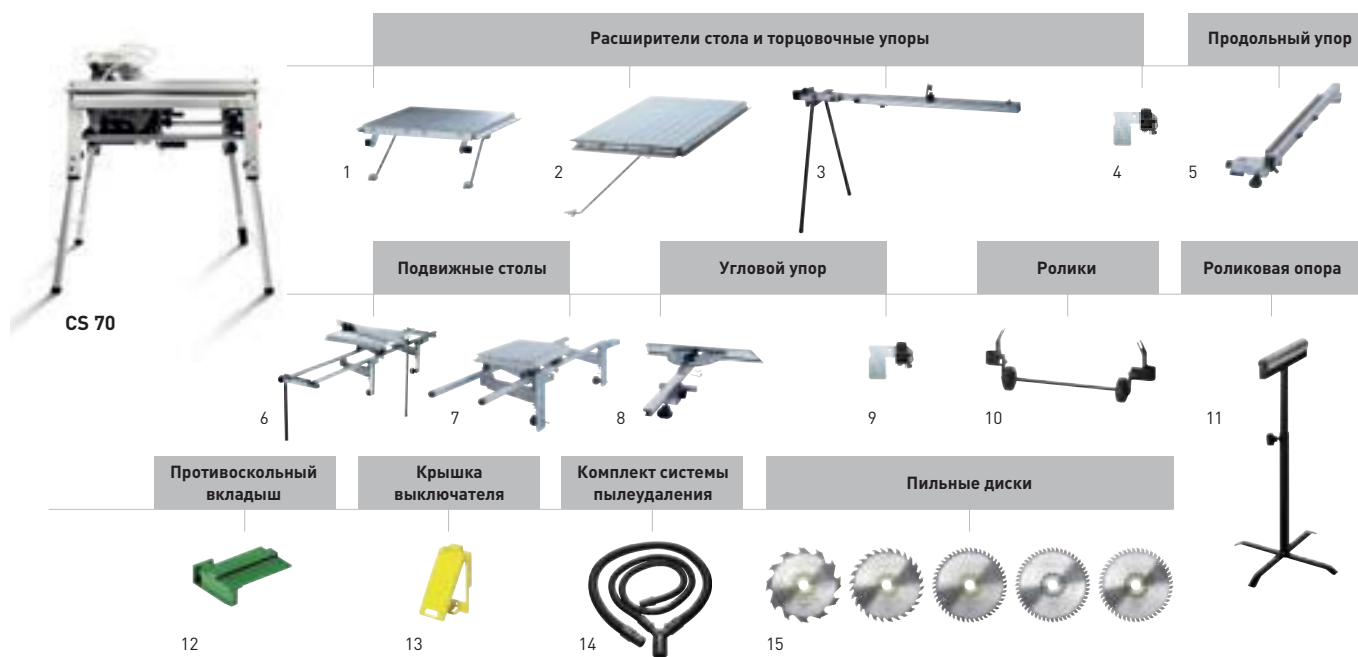 Расширители стола и торцовочные упоры
Продольный упор
1
2
3
4
5
CS 70
Подвижные столы
Угловой упор
Ролики
Роликовая опора
6
7
8
9
10
11
Противоскольный
вкладыш
Крышка
выключателя
Комплект системы
пылеудаления
Пильные диски
12
13
14
15